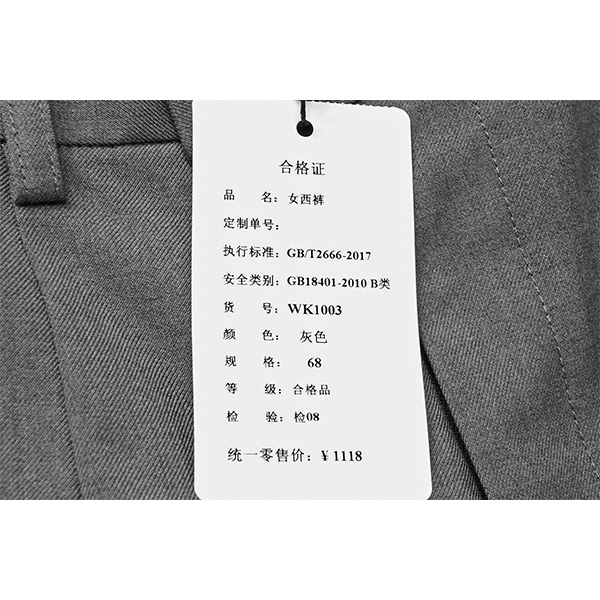 合格证
品 名：女西裤
定制单号：
执行标准：GB/T2666-2017
安全类别：GB18401-2010 B类
货 号：WK1003
颜 色： 灰色
规 格： 68
等 级：合格品
检 验：检08
统一零售价：¥ 1118